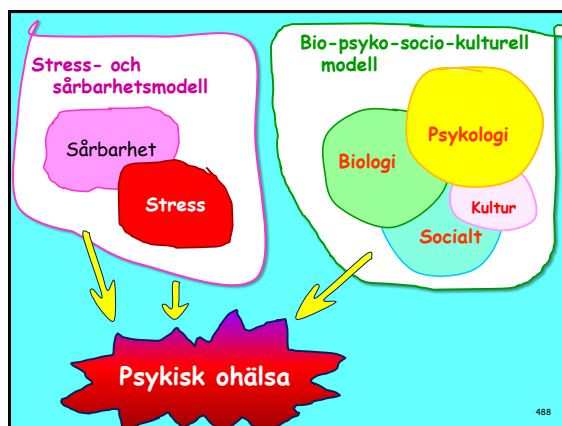 Stress- och
sårbarhetsmodell
Sårbarhet
Stress
Bio-psyko-socio-kulturell
modell
Psykologi
Biologi
Kultur
Socialt
Psykisk ohälsa
488